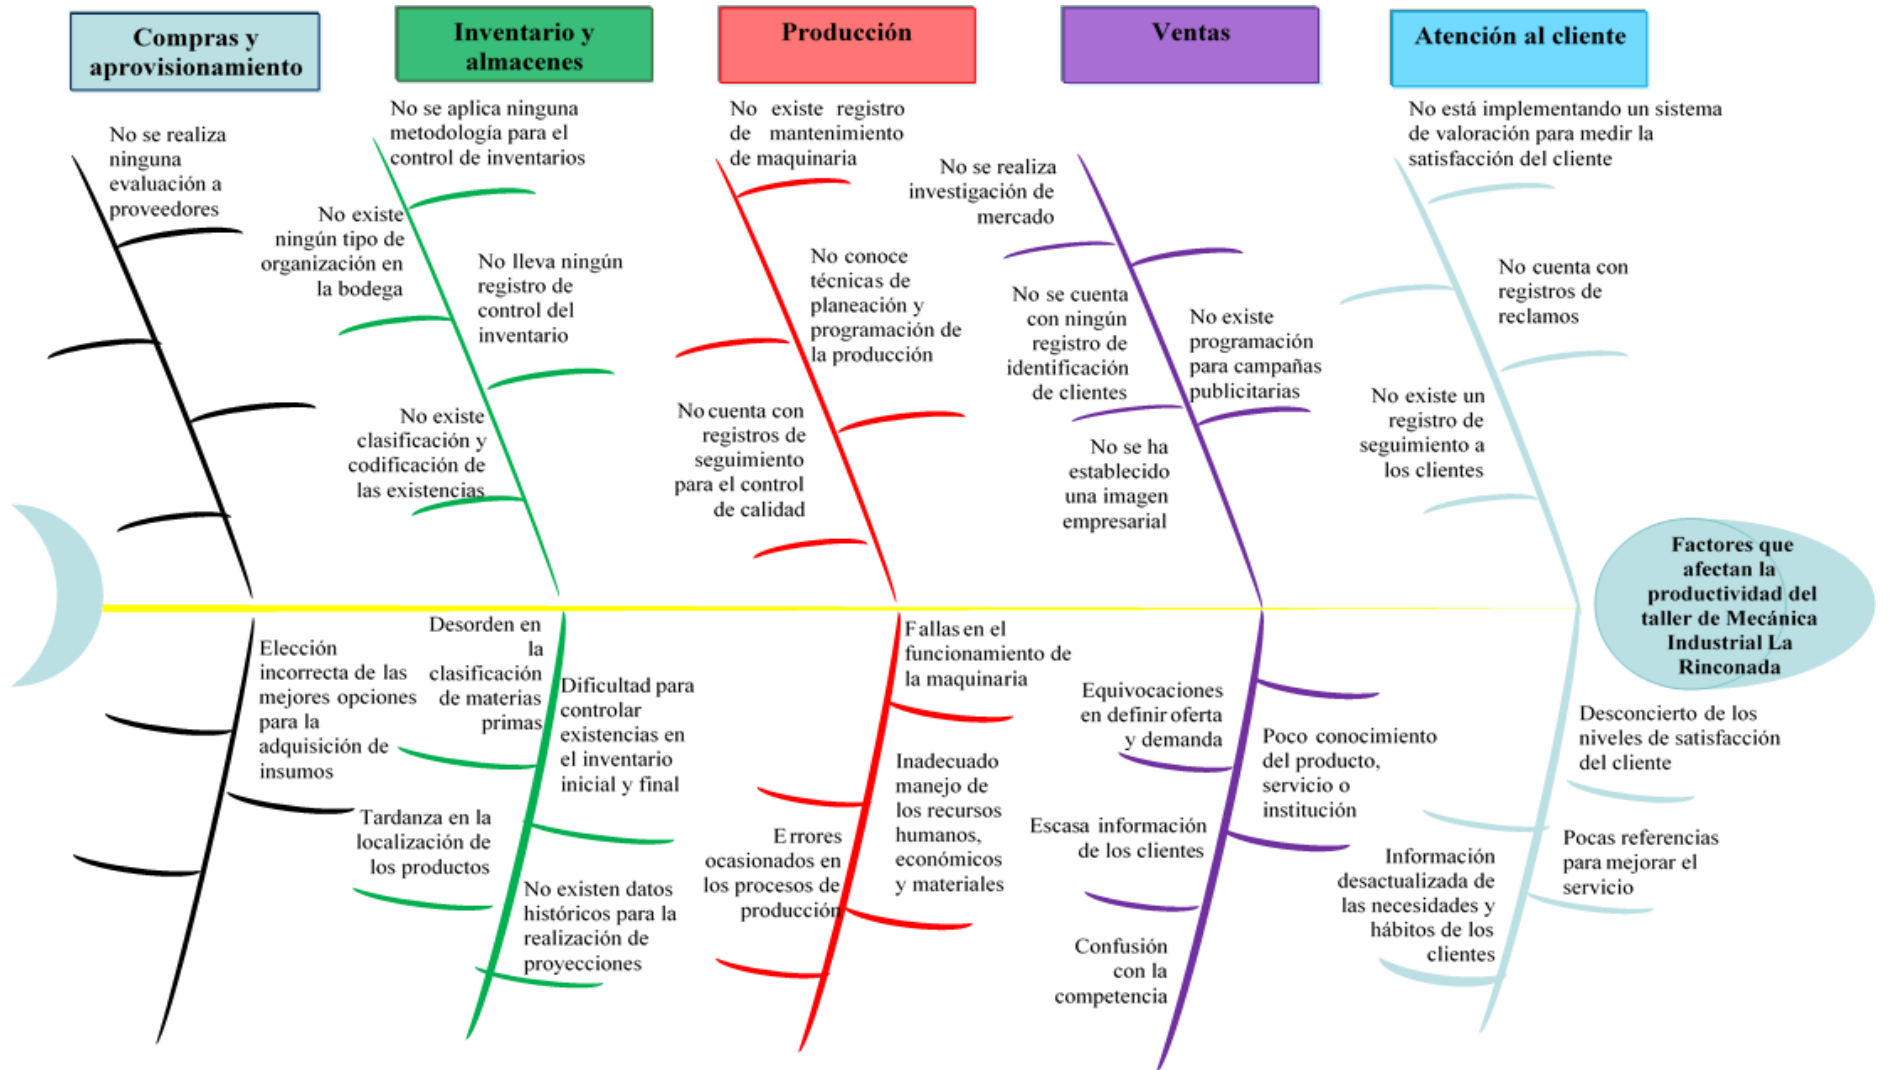 Compras y
aprovisionamiento
Inventario y
almacenes
Producción
Ventas
Atención al cliente
No se realiza
ninguna
evaluación a
proveedores
No se aplica ninguna
metodología para el
control de inventarios
No existe
ningún tipo de
organización en
la bodega
No lleva ningún
registro de
control del
inventario
No existe
clasificación y
codificación de
las existencias
No existe registro
de mantenimiento
de maquinaria
No conoce
técnicas de
planeación y
programación de
la producción
No cuenta con
registros de
seguimiento
para el control
de calidad
No se realiza
investigación de
mercado
No se cuenta
con ningún
registro de
identificación
de clientes
No existe
programación
para campañas
publicitarias
No se ha
establecido
una imagen
empresarial
No está implementando un sistema
de valoración para medir la
satisfacción del cliente
No cuenta con
registros de
reclamos
No existe un
registro de
seguimiento a
los clientes
Factores que
afectan la
productividad del
taller de Mecánica
Industrial La
Rinconada
Elección
incorrecta de las
mejores opciones
para la
adquisición de
insumos
Desorden en
la
clasificación
de materias
primas
Dificultad para
controlar
existencias en
el inventario
inicial y final
Tardanza en la
localización de
los productos
No existen datos
históricos para la
realización de
proyecciones
Fallas en el
funcionamiento de
la maquinaria
Inadecuado
manejo de
los recursos
humanos,
económicos
y materiales
Errores
ocasionados en
los procesos de
producción
Equivocaciones
en definir oferta
y demanda
Poco conocimiento
del producto,
servicio o
institución
Escasa información
de los clientes
Confusión
con la
competencia
Desconcierto de los
niveles de satisfacción
del cliente
Pocas referencias
para mejorar el
servicio
Información
desactualizada de
las necesidades y
hábitos de los
clientes